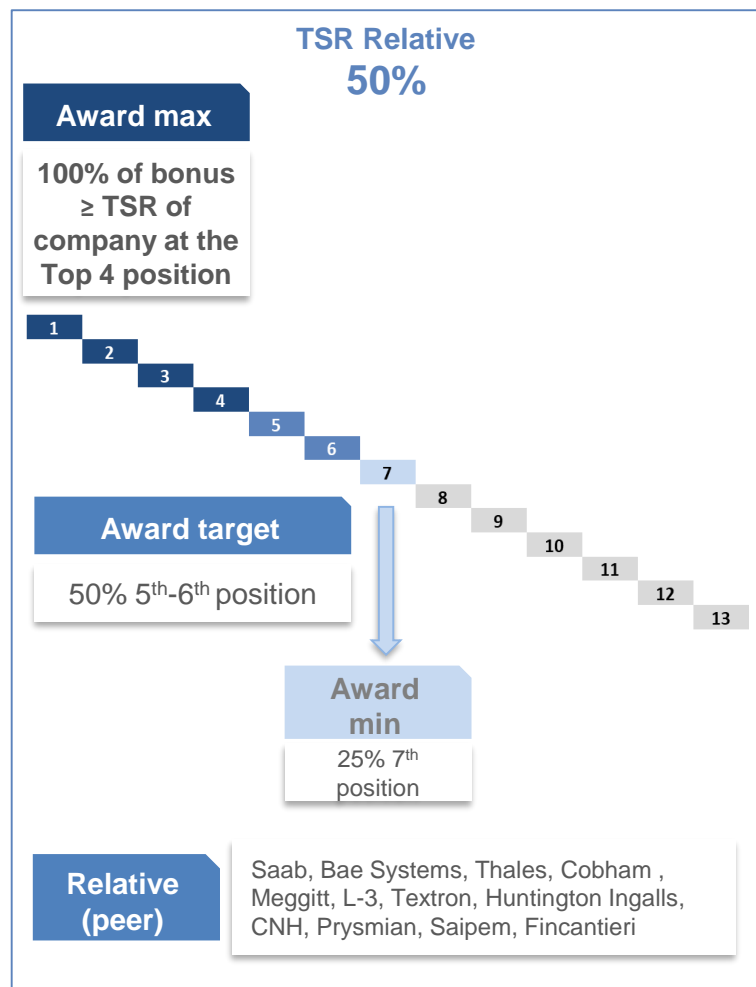 TSR Relative
50%
Award max
100% of bonus
≥ TSR of
company at the
Top 4 position
1
2
3
4
5
6
7
8
9
10
11
12
13
Award target
50% 5th-6th position
Award
min
25% 7th
position
Relative
(peer)
Saab, Bae Systems, Thales, Cobham ,
Meggitt, L-3, Textron, Huntington Ingalls,
CNH, Prysmian, Saipem, Fincantieri